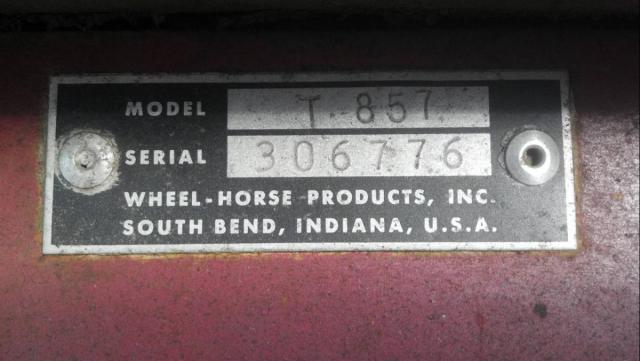 MODEL T 857
SERIAL 306776
WHEEL-HORSE PRODUCTS, INC.
SOUTH BEND, INDIANA, U.S.A.